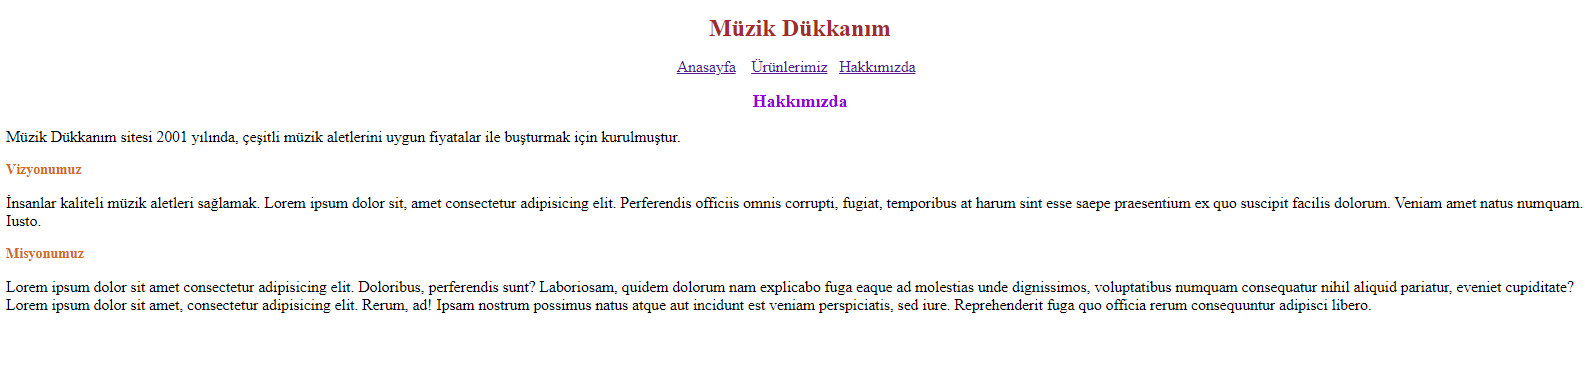 Müzik Dükkanım
Anasayfa Ürünlerimiz Hakkımızda
Hakkımızda
Müzik Dükkanım sitesi 2001 yılında, çeşitli müzik aletlerini uygun fiyatalar ile buşturmak için kurulmuştur.
Vizyonumuz
İnsanlar kaliteli müzik aletleri sağlamak. Lorem ipsum dolor sit, amet consectetur adipisicing elit. Perferendis officiis omnis corrupti, fugiat, temporibus at harum sint esse saepe praesentium ex quo suscipit facilis dolorum. Veniam amet natus numquam.
Iusto.
Misyonumuz
Lorem ipsum dolor sit amet consectetur adipisicing elit. Doloribus, perferendis sunt? Laboriosam, quidem dolorum nam explicabo fuga eaque ad molestias unde dignissimos, voluptatibus numquam consequatur nihil aliquid pariatur, eveniet cupiditate?
Lorem ipsum dolor sit amet, consectetur adipisicing elit. Rerum, ad! Ipsam nostrum possimus natus atque aut incidunt est veniam perspiciatis, sed iure. Reprehenderit fuga quo officia rerum consequuntur adipisci libero.